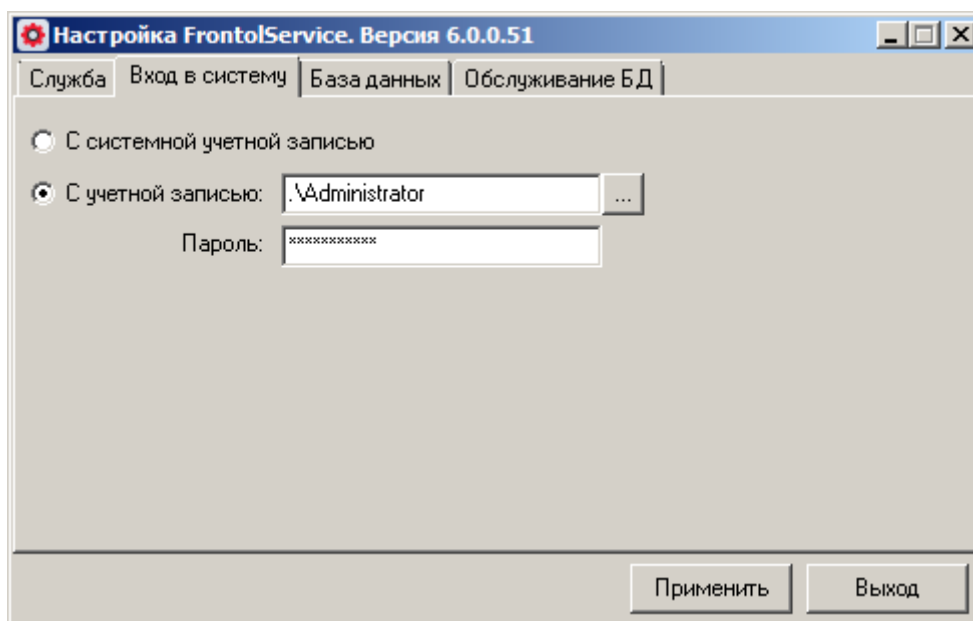 Настройка FrontolService. Версия 6.0.0.51
Служба Вход в систему База данных Обслуживание БД
С системной учетной записью
С учетной записью: .\Administrator ...
Пароль: ***********
Применить Выход